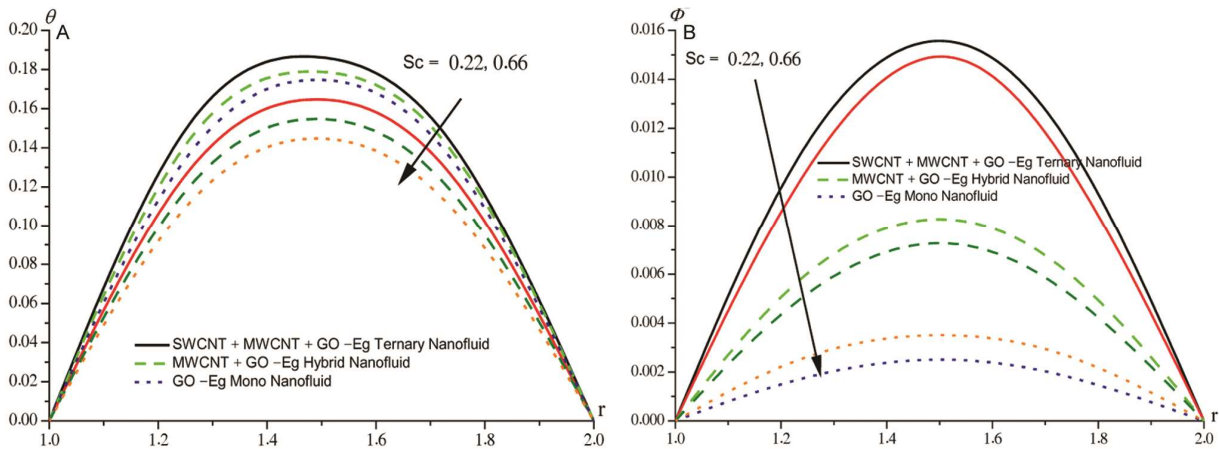 θ
A
0.20
0.18
0.16
0.14
0.12
0.10
0.08
0.06
0.04
0.02
0.00
Sc = 0.22, 0.66
SWCNT + MWCNT + GO –Eg Ternary Nanofluid
MWCNT + GO –Eg Hybrid Nanofluid
GO –Eg Mono Nanofluid
1.0 1.2 1.4 1.6 1.8 2.0
r
Φ
B
0.016
0.014
0.012
0.010
0.008
0.006
0.004
0.002
0.000
Sc = 0.22, 0.66
SWCNT + MWCNT + GO –Eg Ternary Nanofluid
MWCNT + GO –Eg Hybrid Nanofluid
GO –Eg Mono Nanofluid
1.0 1.2 1.4 1.6 1.8 2.0
r